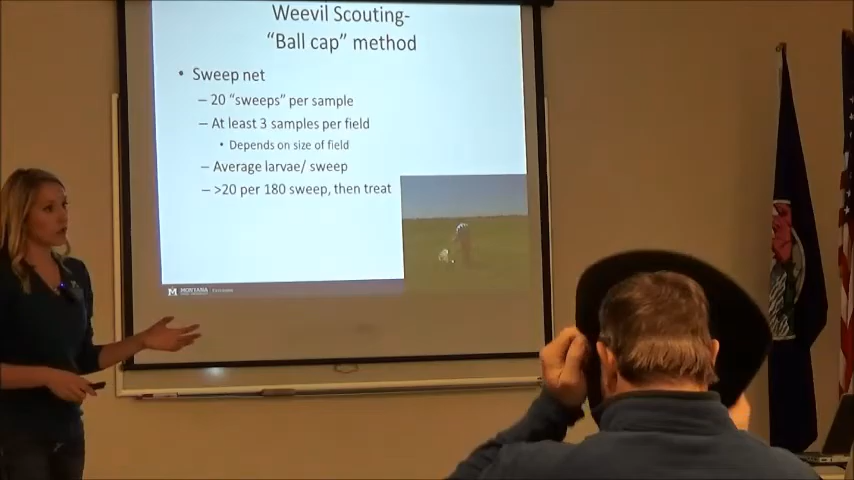 Weevil Scouting-
"Ball cap" method
• Sweep net
– 20 "sweeps" per sample
– At least 3 samples per field
• Depends on size of field
– Average larvae/ sweep
– >20 per 180 sweep, then treat
M MONTANA